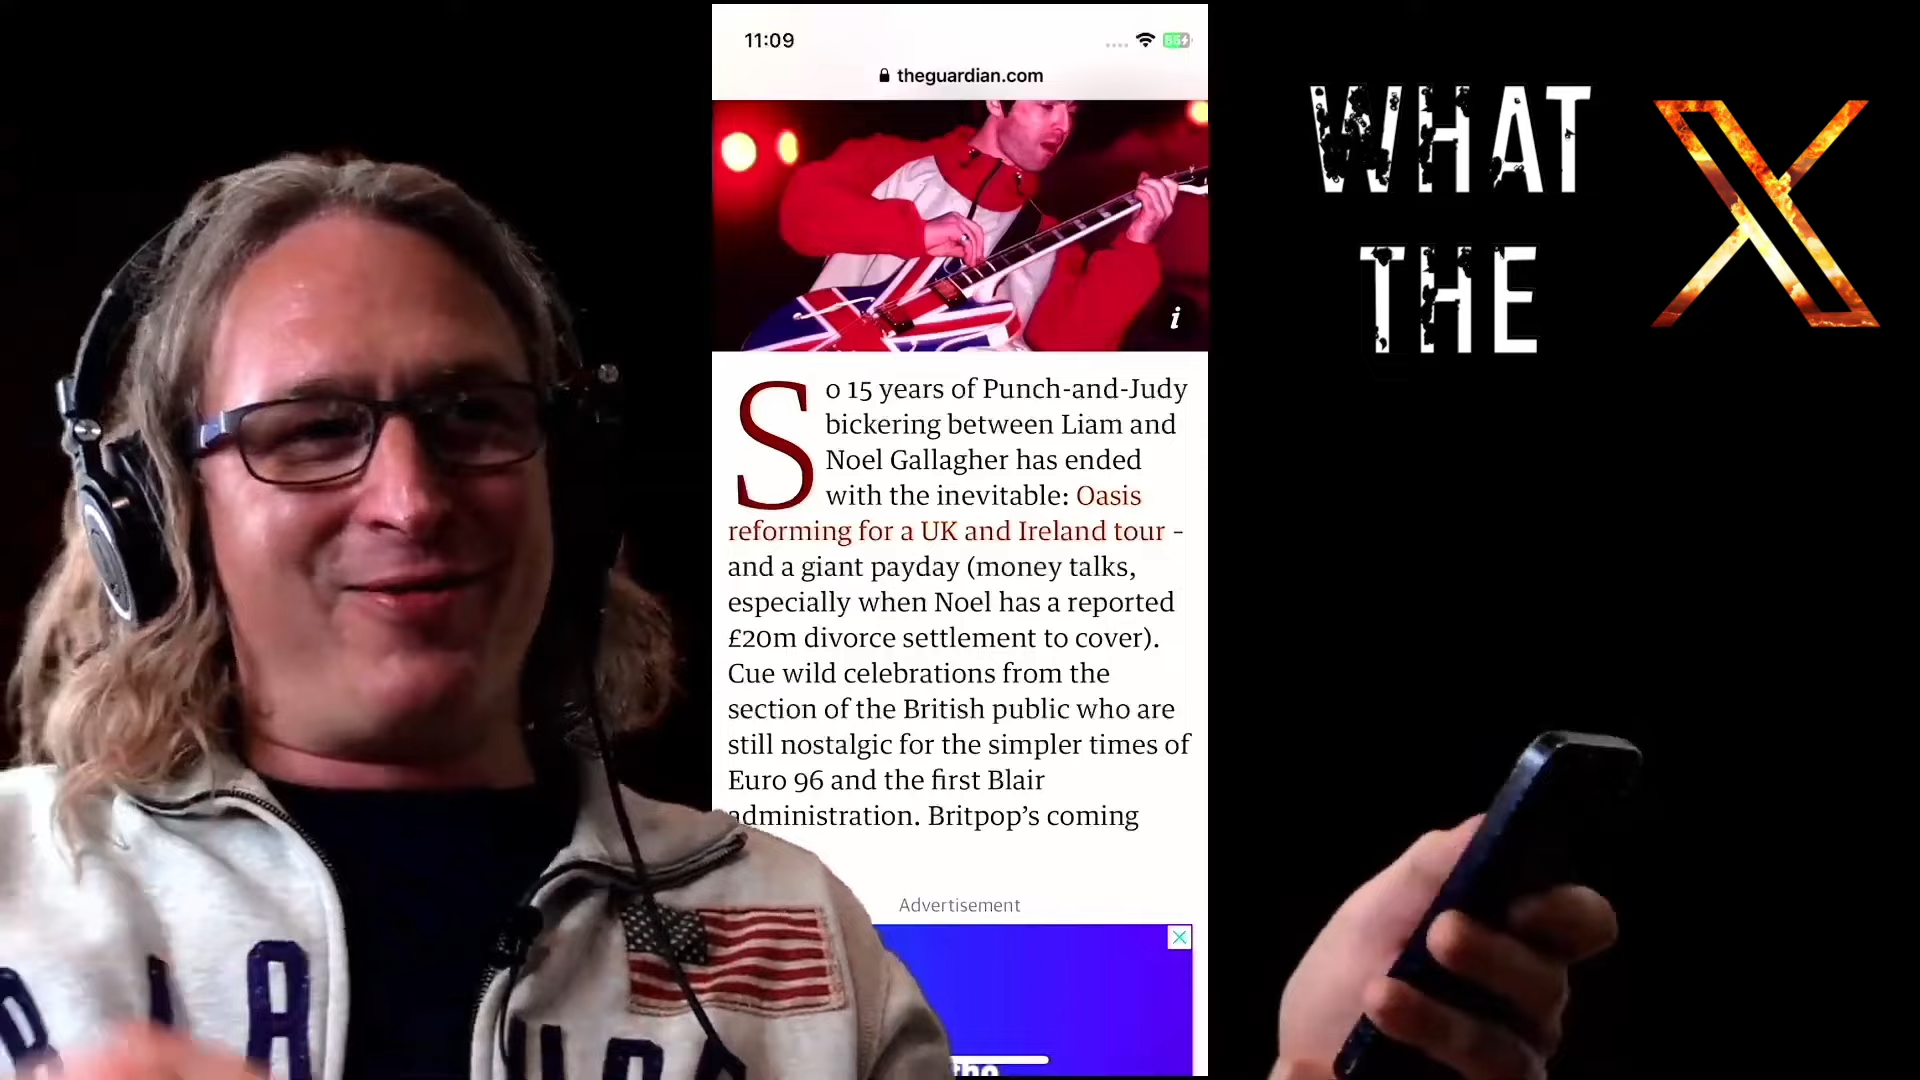 11:09
theguardian.com
So 15 years of Punch-and-Judy
bickering between Liam and
Noel Gallagher has ended
with the inevitable: Oasis
reforming for a UK and Ireland tour –
and a giant payday (money talks,
especially when Noel has a reported
£20m divorce settlement to cover).
Cue wild celebrations from the
section of the British public who are
still nostalgic for the simpler times of
Euro 96 and the first Blair
administration. Britpop’s coming
Advertisement
WHAT
THE
X